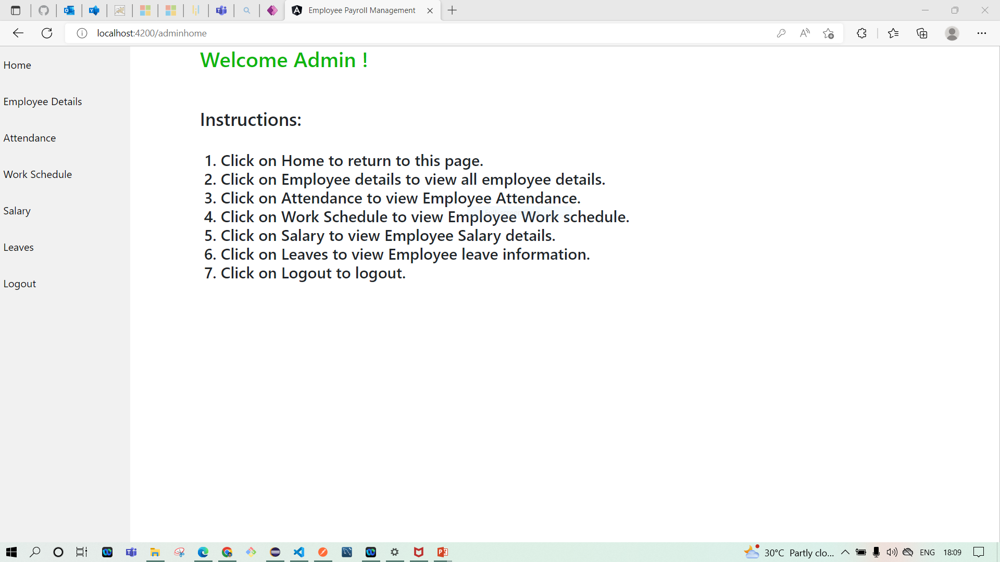 Employee Payroll Management
localhost:4200/adminhome
Home
Employee Details
Attendance
Work Schedule
Salary
Leaves
Logout
Welcome Admin !
Instructions:
1. Click on Home to return to this page.
2. Click on Employee details to view all employee details.
3. Click on Attendance to view Employee Attendance.
4. Click on Work Schedule to view Employee Work schedule.
5. Click on Salary to view Employee Salary details.
6. Click on Leaves to view Employee leave information.
7. Click on Logout to logout.
30°C Partly clo... ENG 18:09